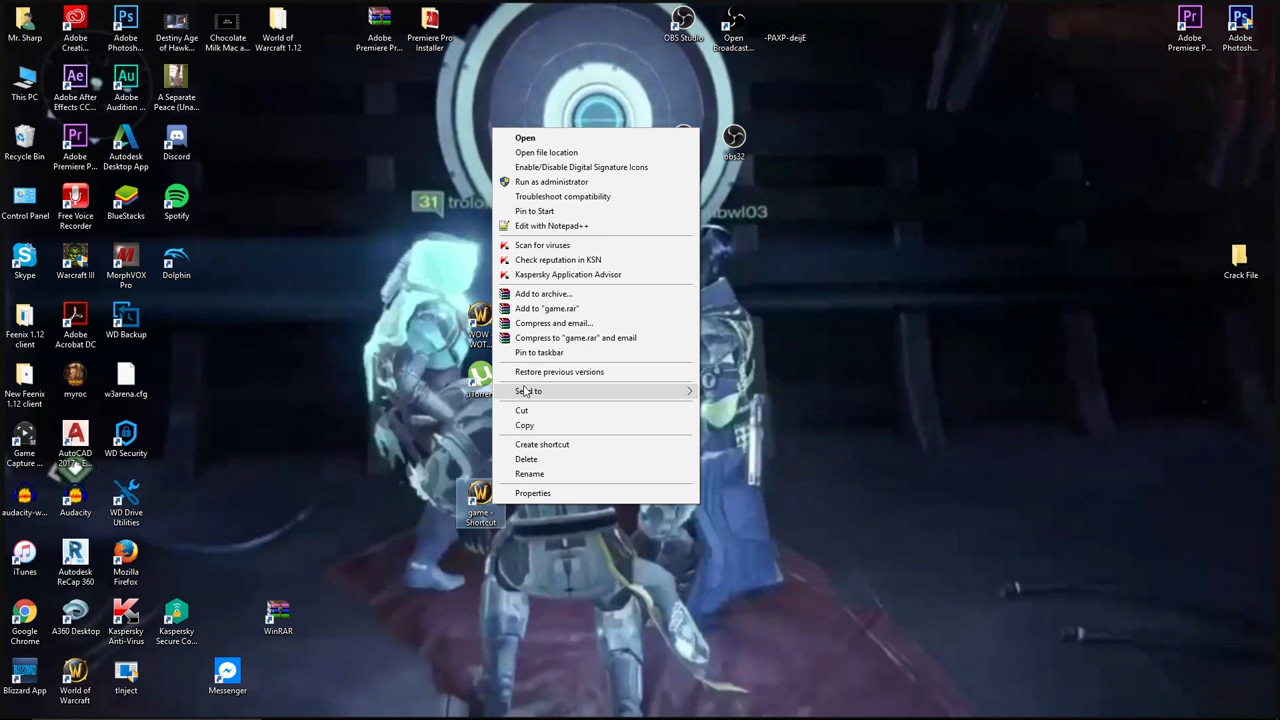 Mr. Sharp
Adobe
Creati...
Adobe
Photosh...
Destiny Age
of Hawk...
Chocolate
Milk Mac a...
World of
Warcraft 1.12
Adobe
Premiere Pr...
Premiere Pro
Installer
OBS Studio
Open
Broadcast...
-PAXP-deijE
Adobe
Premiere P...
Adobe
Photosh...
This PC
Adobe After
Effects CC...
Adobe
Audition ...
A Separate
Peace (Una...
Recycle Bin
Adobe
Premiere P...
Autodesk
Desktop App
Discord
obs32
Control Panel
Free Voice
Recorder
BlueStacks
Spotify
31
Skype
Warcraft III
MorphVOX
Pro
Dolphin
Crack File
Feenix 1.12
client
Adobe
Acrobat DC
WD Backup
New Feenix
1.12 client
myroc
w3arena.cfg
Game
Capture ...
AutoCAD
2017 - E...
WD Security
audacity-w...
Audacity
WD Drive
Utilities
iTunes
Autodesk
ReCap 360
Mozilla
Firefox
Google
Chrome
A360 Desktop
Kaspersky
Anti-Virus
Kaspersky
Secure Co...
WinRAR
Blizzard App
World of
Warcraft
tInject
Messenger
WOW
WOT...
game -
Shortcut
Open
Open file location
Enable/Disable Digital Signature Icons
Run as administrator
Troubleshoot compatibility
Pin to Start
Edit with Notepad++
Scan for viruses
Check reputation in KSN
Kaspersky Application Advisor
Add to archive...
Add to "game.rar"
Compress and email...
Compress to "game.rar" and email
Pin to taskbar
Restore previous versions
Send to
Cut
Copy
Create shortcut
Delete
Rename
Properties